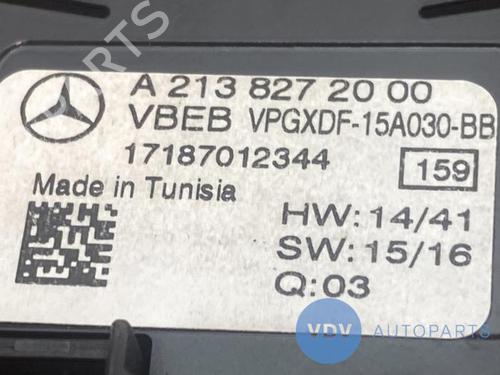 A 213 827 20 00
VBEB VPGXDF-15A030-BB
17187012344 159
Made in Tunisia
HW: 14/41
SW: 15/16
Q: 03
VDV AUTOPARTS
PARTS